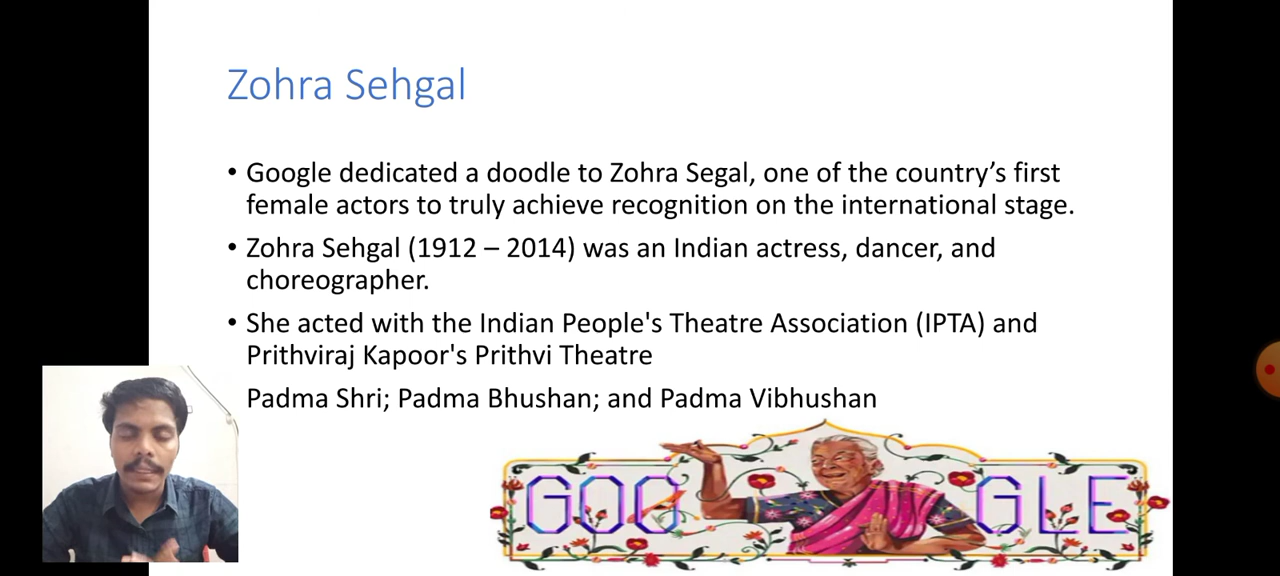 Zohra Sehgal
• Google dedicated a doodle to Zohra Segal, one of the country’s first
female actors to truly achieve recognition on the international stage.
• Zohra Sehgal (1912 – 2014) was an Indian actress, dancer, and
choreographer.
• She acted with the Indian People's Theatre Association (IPTA) and
Prithviraj Kapoor's Prithvi Theatre
Padma Shri; Padma Bhushan; and Padma Vibhushan
GOOGLE